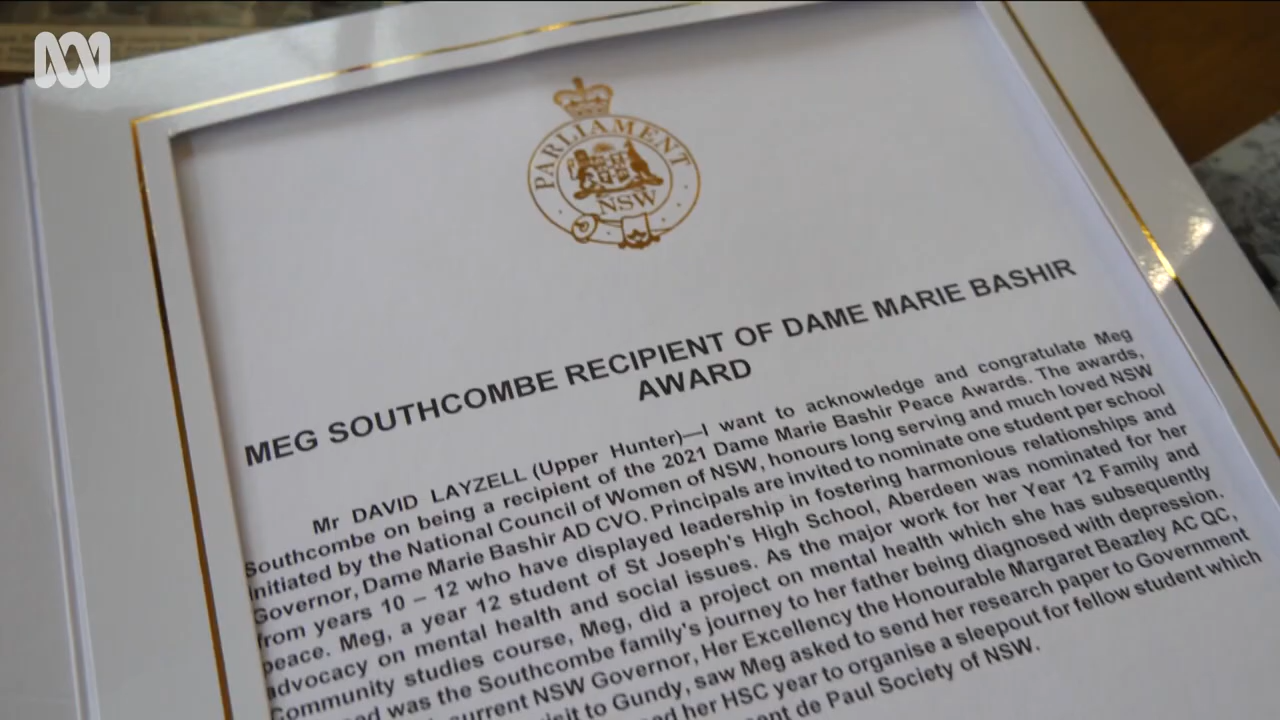 PARLIAMENT
NSW
MEG SOUTHCOMBE RECIPIENT OF DAME MARIE BASHIR
AWARD
Mr DAVID LAYZELL (Upper Hunter)—I want to acknowledge and congratulate Meg
Southcombe on being a recipient of the 2021 Dame Marie Bashir Peace Awards. The awards,
initiated by the National Council of Women of NSW, honours long serving and much loved NSW
Governor, Dame Marie Bashir AD CVO. Principals are invited to nominate one student per school
from years 10 – 12 who have displayed leadership in fostering harmonious relationships and
peace. Meg, a year 12 student of St Joseph's High School, Aberdeen was nominated for her
advocacy on mental health and social issues. As the major work for her Year 12 Family and
Community studies course, Meg, did a project on mental health which she has subsequently
was the Southcombe family's journey to her father being diagnosed with depression.
current NSW Governor, Her Excellency the Honourable Margaret Beazley AC QC,
to Gundy, saw Meg asked to send her research paper to Government
her HSC year to organise a sleepout for fellow student which
de Paul Society of NSW.